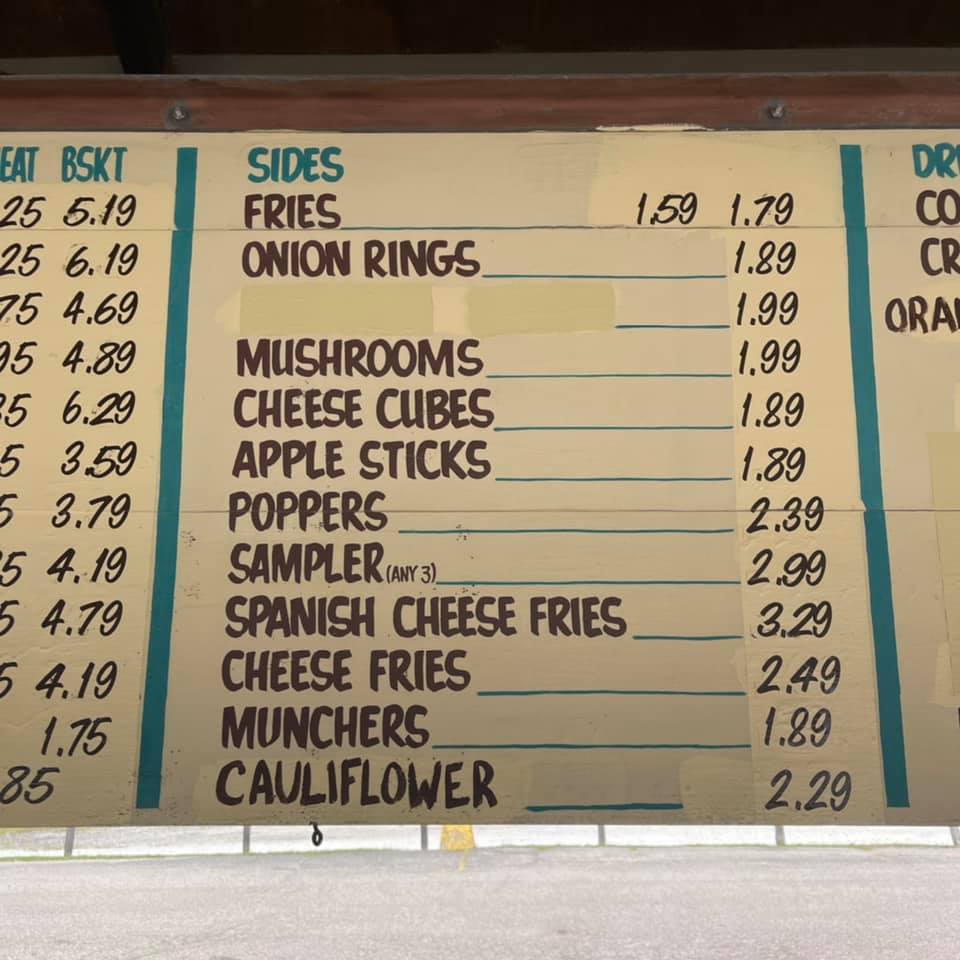 EAT BSKT
25 5.19
25 6.19
75 4.69
95 4.89
35 6.29
5 3.59
5 3.79
5 4.19
5 4.79
5 4.19
1.75
85
SIDES
FRIES 1.59 1.79
ONION RINGS 1.89
1.99
MUSHROOMS 1.99
CHEESE CUBES 1.89
APPLE STICKS 1.89
POPPERS 2.39
SAMPLER (ANY 3) 2.99
SPANISH CHEESE FRIES 3.29
CHEESE FRIES 2.49
MUNCHERS 1.89
CAULIFLOWER 2.29
DRI
CO
CR
ORA